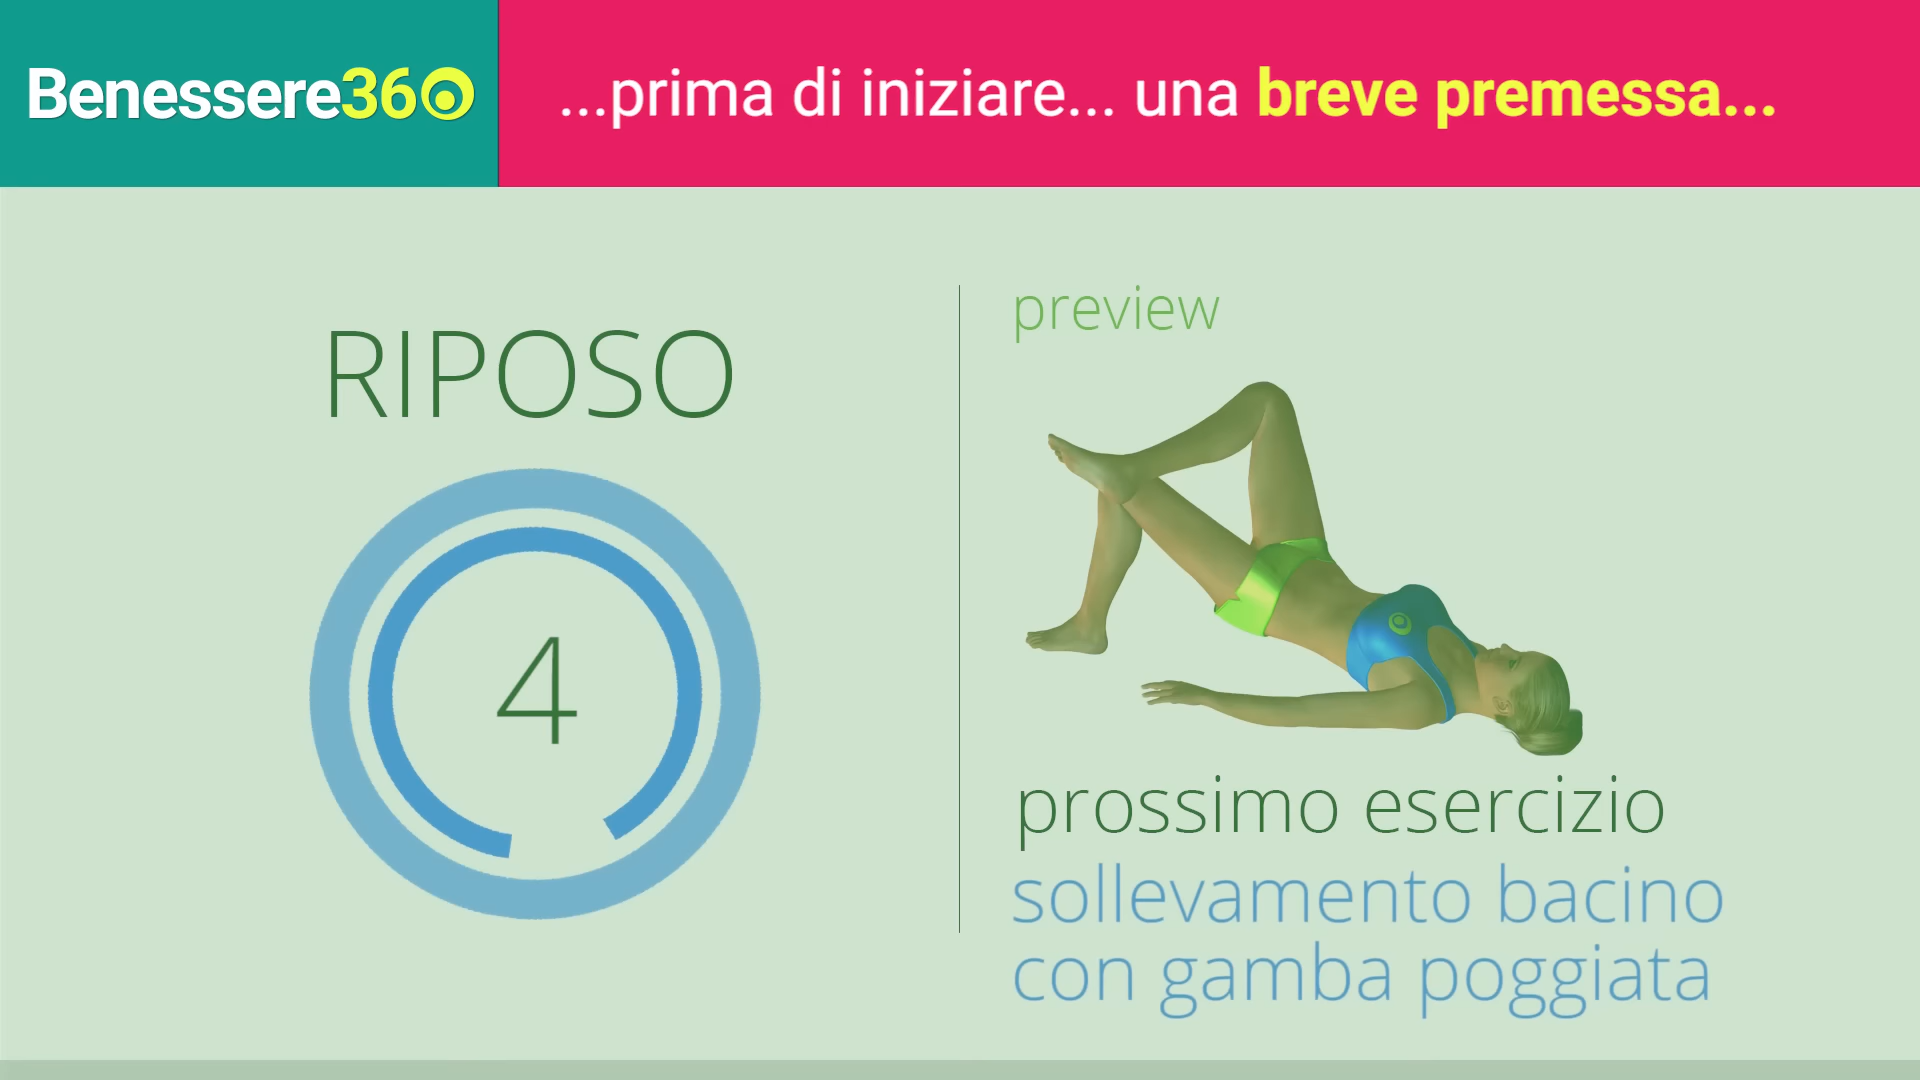 Benessere360
...prima di iniziare... una breve premessa...
RIPOSO
4
preview
prossimo esercizio
sollevamento bacino
con gamba poggiata